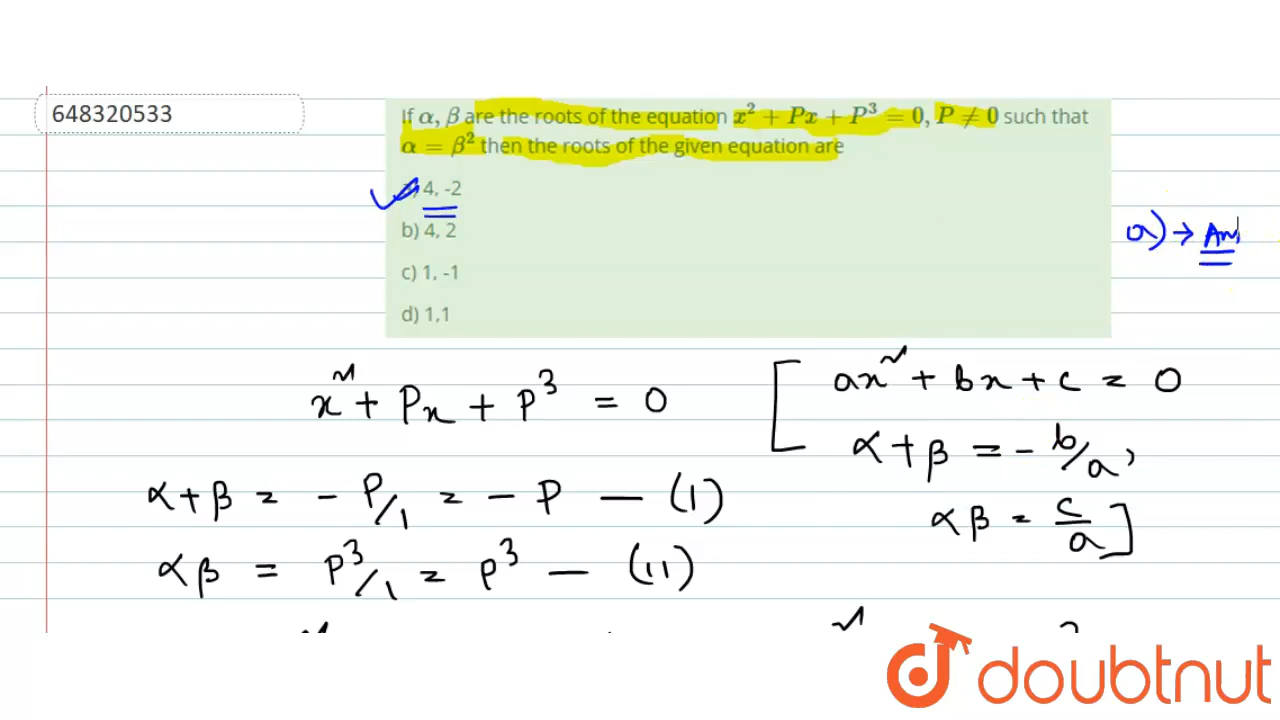 648320533
If α, β are the roots of the equation x² + Px + P³ = 0, P ≠ 0 such that
α = β² then the roots of the given equation are
4, -2
b) 4, 2
c) 1, -1
d) 1,1
a) → Ans
x² + Px + P³ = 0
[ ax² + bx + c = 0
α + β = - b/a,
αβ = c/a ]
α + β = - P/1 = - P — (1)
αβ = P³/1 = P³ — (11)
doubtnut